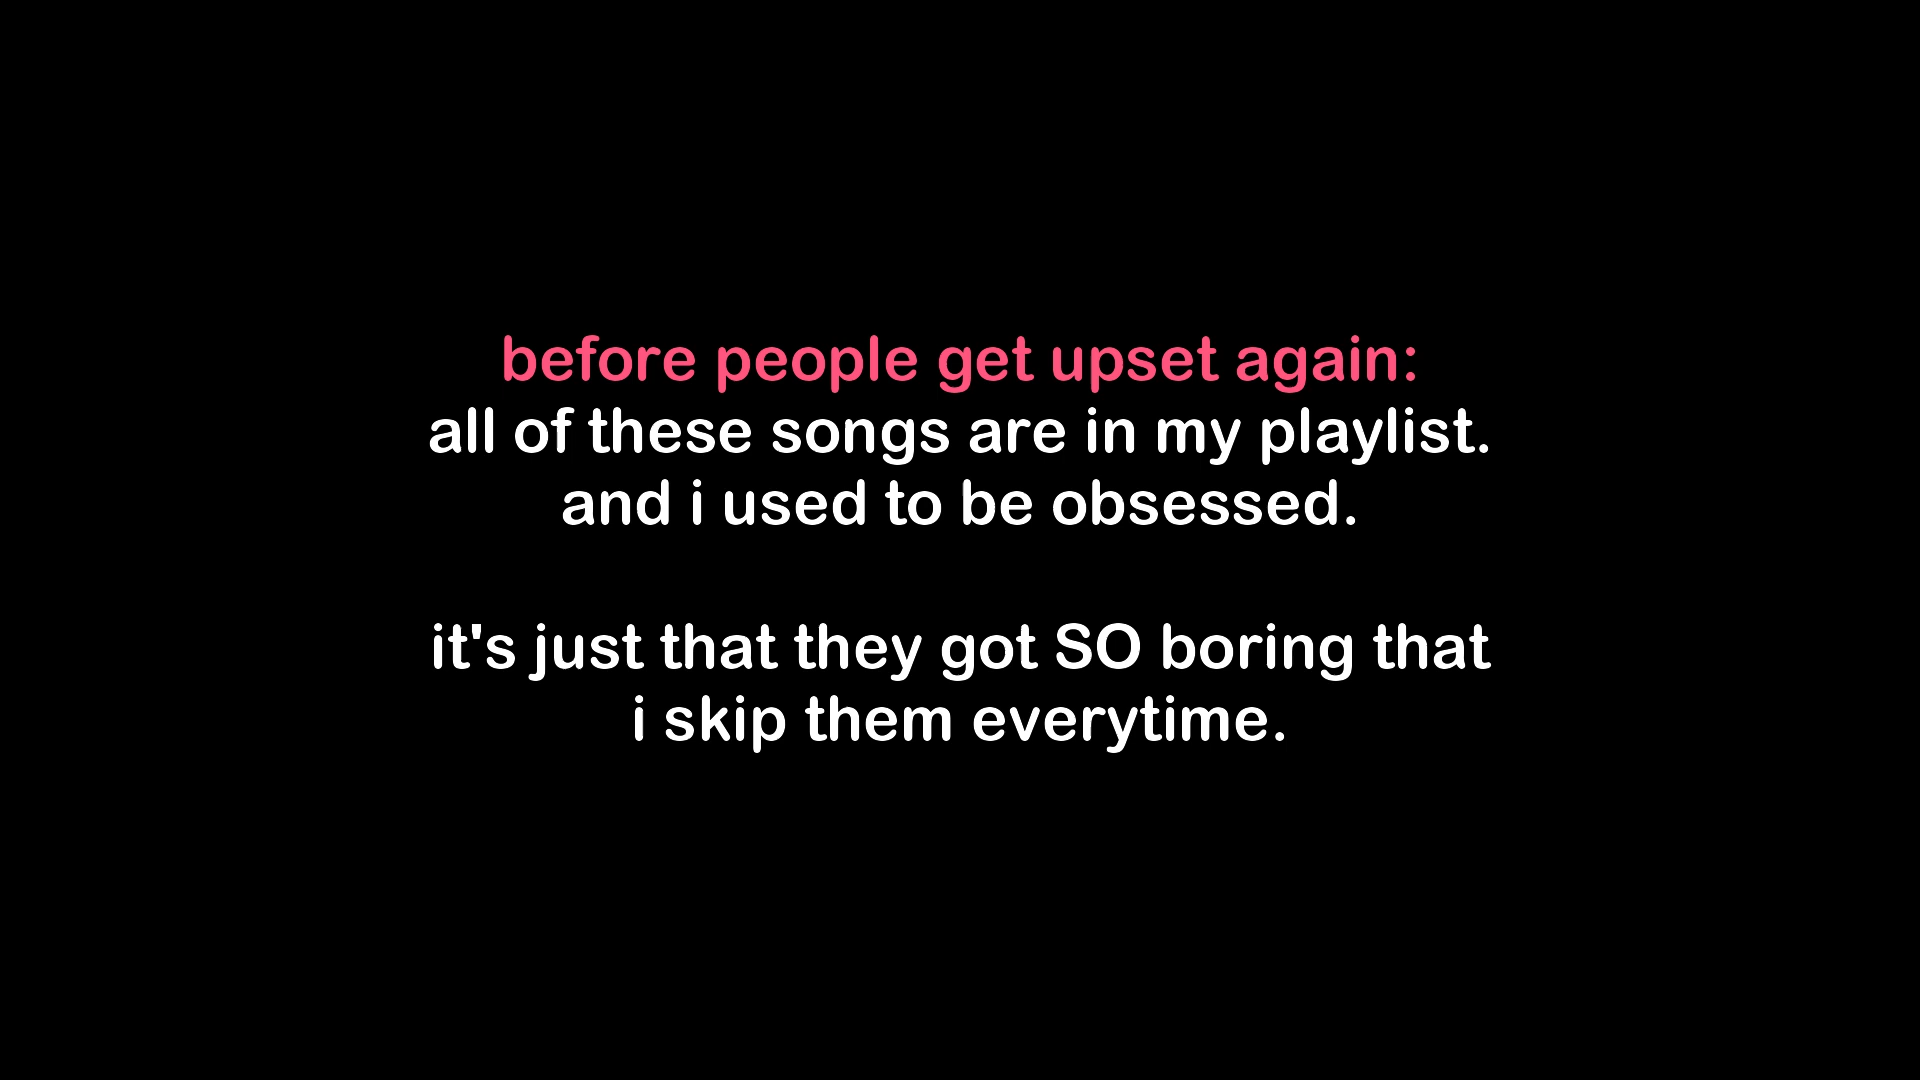 before people get upset again:
all of these songs are in my playlist.
and i used to be obsessed.
it's just that they got SO boring that
i skip them everytime.